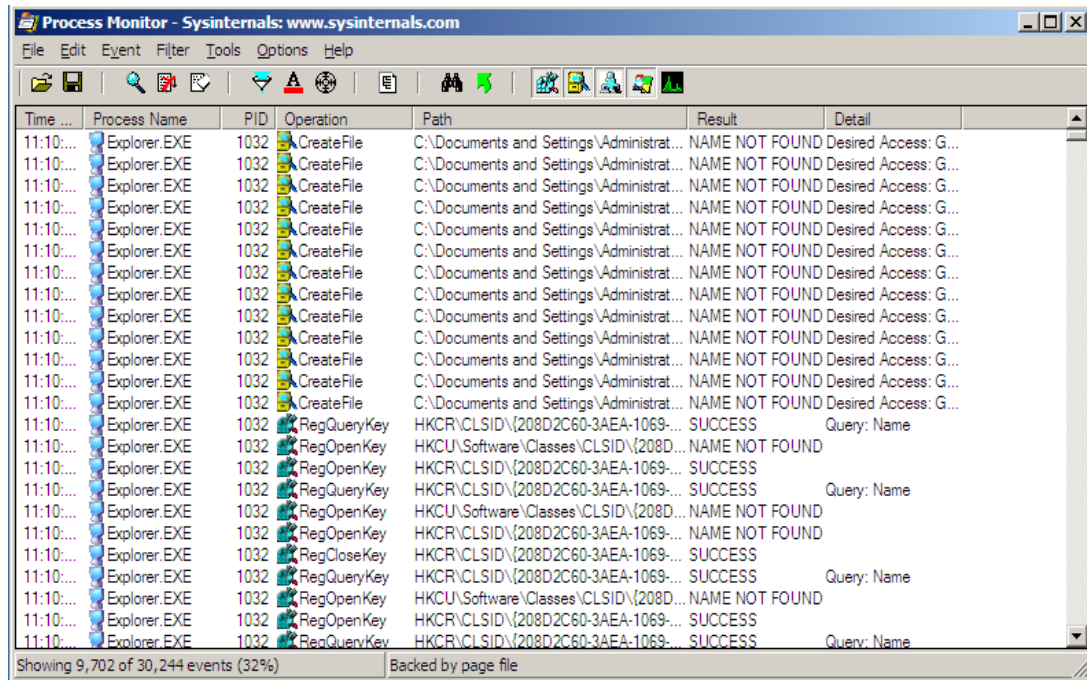 Process Monitor - Sysinternals: www.sysinternals.com
File Edit Event Filter Tools Options Help
Time ... Process Name PID Operation Path Result Detail
11:10:... Explorer.EXE 1032 CreateFile C:\Documents and Settings\Administrat... NAME NOT FOUND Desired Access: G...
11:10:... Explorer.EXE 1032 CreateFile C:\Documents and Settings\Administrat... NAME NOT FOUND Desired Access: G...
11:10:... Explorer.EXE 1032 CreateFile C:\Documents and Settings\Administrat... NAME NOT FOUND Desired Access: G...
11:10:... Explorer.EXE 1032 CreateFile C:\Documents and Settings\Administrat... NAME NOT FOUND Desired Access: G...
11:10:... Explorer.EXE 1032 CreateFile C:\Documents and Settings\Administrat... NAME NOT FOUND Desired Access: G...
11:10:... Explorer.EXE 1032 CreateFile C:\Documents and Settings\Administrat... NAME NOT FOUND Desired Access: G...
11:10:... Explorer.EXE 1032 CreateFile C:\Documents and Settings\Administrat... NAME NOT FOUND Desired Access: G...
11:10:... Explorer.EXE 1032 CreateFile C:\Documents and Settings\Administrat... NAME NOT FOUND Desired Access: G...
11:10:... Explorer.EXE 1032 CreateFile C:\Documents and Settings\Administrat... NAME NOT FOUND Desired Access: G...
11:10:... Explorer.EXE 1032 CreateFile C:\Documents and Settings\Administrat... NAME NOT FOUND Desired Access: G...
11:10:... Explorer.EXE 1032 CreateFile C:\Documents and Settings\Administrat... NAME NOT FOUND Desired Access: G...
11:10:... Explorer.EXE 1032 CreateFile C:\Documents and Settings\Administrat... NAME NOT FOUND Desired Access: G...
11:10:... Explorer.EXE 1032 CreateFile C:\Documents and Settings\Administrat... NAME NOT FOUND Desired Access: G...
11:10:... Explorer.EXE 1032 RegQueryKey HKCR\CLSID\{208D2C60-3AEA-1069-... SUCCESS Query: Name
11:10:... Explorer.EXE 1032 RegOpenKey HKCU\Software\Classes\CLSID\{208D... NAME NOT FOUND
11:10:... Explorer.EXE 1032 RegOpenKey HKCR\CLSID\{208D2C60-3AEA-1069-... SUCCESS
11:10:... Explorer.EXE 1032 RegQueryKey HKCR\CLSID\{208D2C60-3AEA-1069-... SUCCESS Query: Name
11:10:... Explorer.EXE 1032 RegOpenKey HKCU\Software\Classes\CLSID\{208D... NAME NOT FOUND
11:10:... Explorer.EXE 1032 RegOpenKey HKCR\CLSID\{208D2C60-3AEA-1069-... NAME NOT FOUND
11:10:... Explorer.EXE 1032 RegCloseKey HKCR\CLSID\{208D2C60-3AEA-1069-... SUCCESS
11:10:... Explorer.EXE 1032 RegQueryKey HKCR\CLSID\{208D2C60-3AEA-1069-... SUCCESS Query: Name
11:10:... Explorer.EXE 1032 RegOpenKey HKCU\Software\Classes\CLSID\{208D... NAME NOT FOUND
11:10:... Explorer.EXE 1032 RegOpenKey HKCR\CLSID\{208D2C60-3AEA-1069-... SUCCESS
11:10:... Explorer.EXE 1032 RegQueryKey HKCR\CLSID\{208D2C60-3AEA-1069-... SUCCESS Query: Name
Showing 9,702 of 30,244 events (32%) Backed by page file